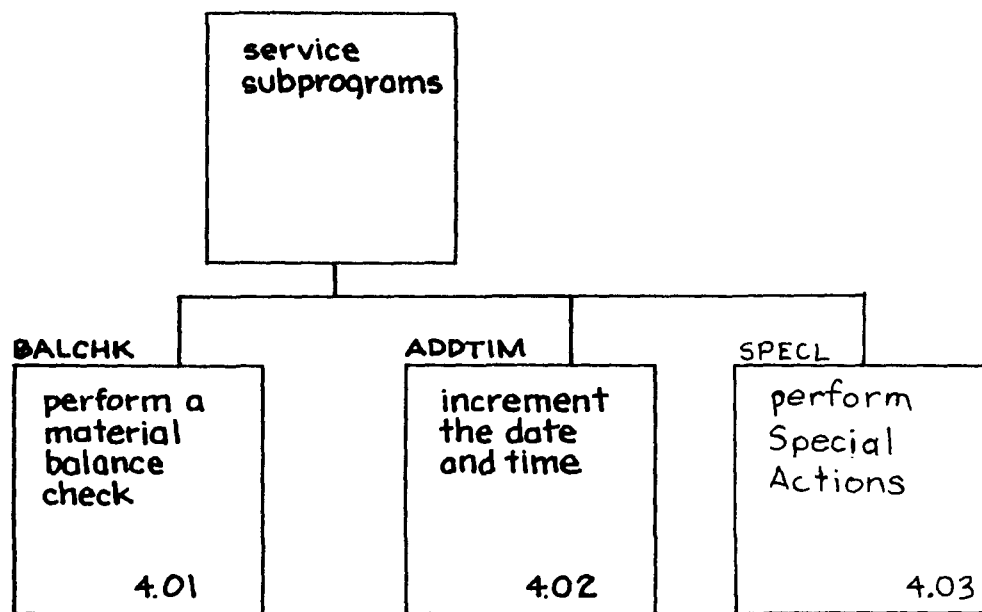 service
subprograms
BALCHK
perform a
material
balance
check
4.01
ADDTIM
increment
the date
and time
4.02
SPECL
perform
Special
Actions
4.03